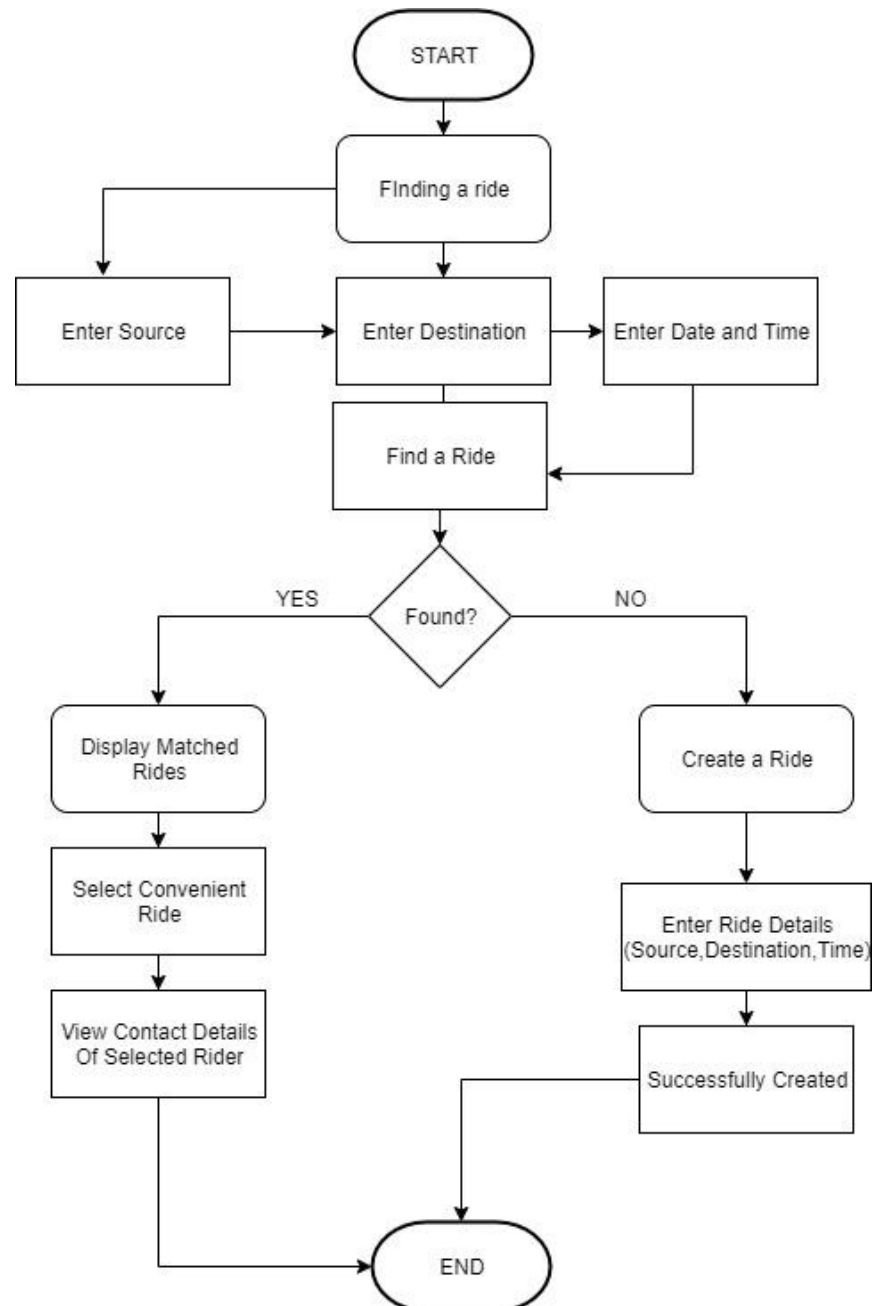 START
FInding a ride
Enter Source
Enter Destination
Enter Date and Time
Find a Ride
YES
NO
Found?
Display Matched
Rides
Create a Ride
Select Convenient
Ride
Enter Ride Details
(Source,Destination,Time)
View Contact Details
Of Selected Rider
Successfully Created
END